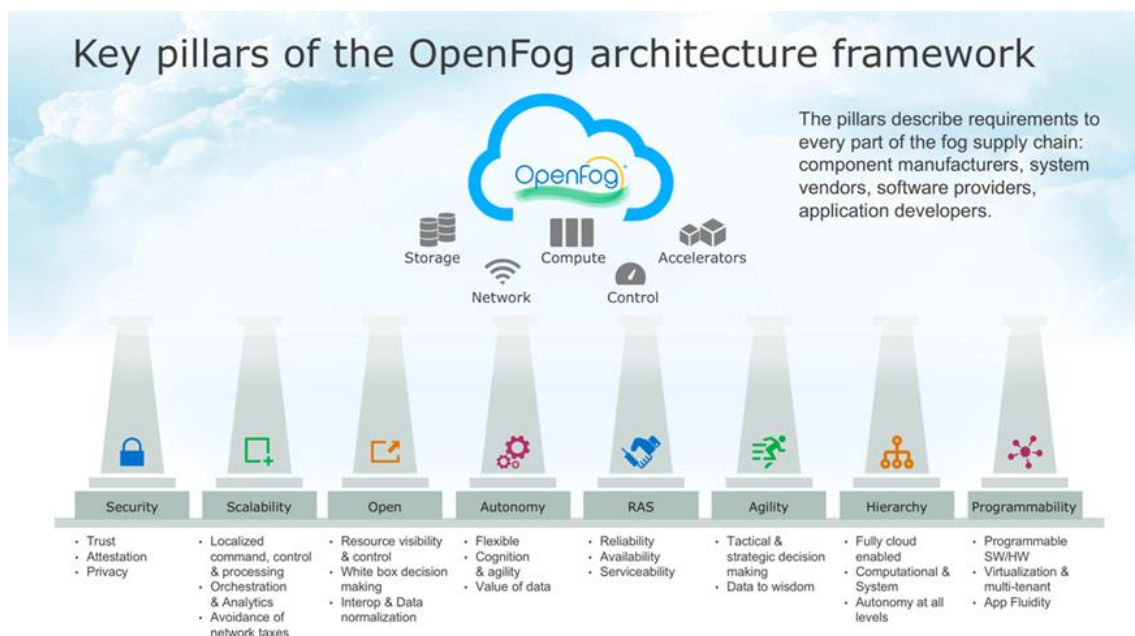 Key pillars of the OpenFog architecture framework
The pillars describe requirements to
every part of the fog supply chain:
component manufacturers, system
vendors, software providers,
application developers.
OpenFog
Storage
Compute
Accelerators
Network
Control
Security
Scalability
Open
Autonomy
RAS
Agility
Hierarchy
Programmability
• Trust
• Attestation
• Privacy
• Localized
command, control
& processing
• Orchestration
& Analytics
• Avoidance of
network taxes
• Resource visibility
& control
• White box decision
making
• Interop & Data
normalization
• Flexible
• Cognition
& agility
• Value of data
• Reliability
• Availability
• Serviceability
• Tactical &
strategic decision
making
• Data to wisdom
• Fully cloud
enabled
• Computational &
System
• Autonomy at all
levels
• Programmable
SW/HW
• Virtualization &
multi-tenant
• App Fluidity